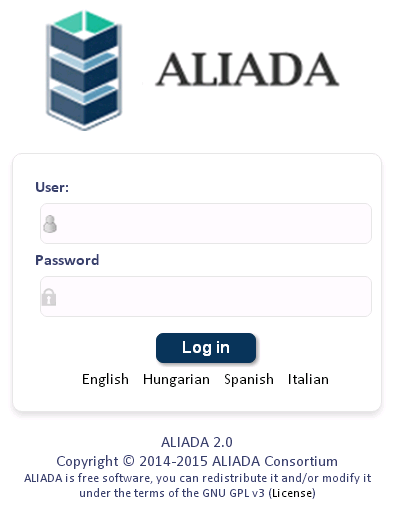 ALIADA
User:
Password
Log in
English Hungarian Spanish Italian
ALIADA 2.0
Copyright © 2014-2015 ALIADA Consortium
ALIADA is free software, you can redistribute it and/or modify it
under the terms of the GNU GPL v3 (License)